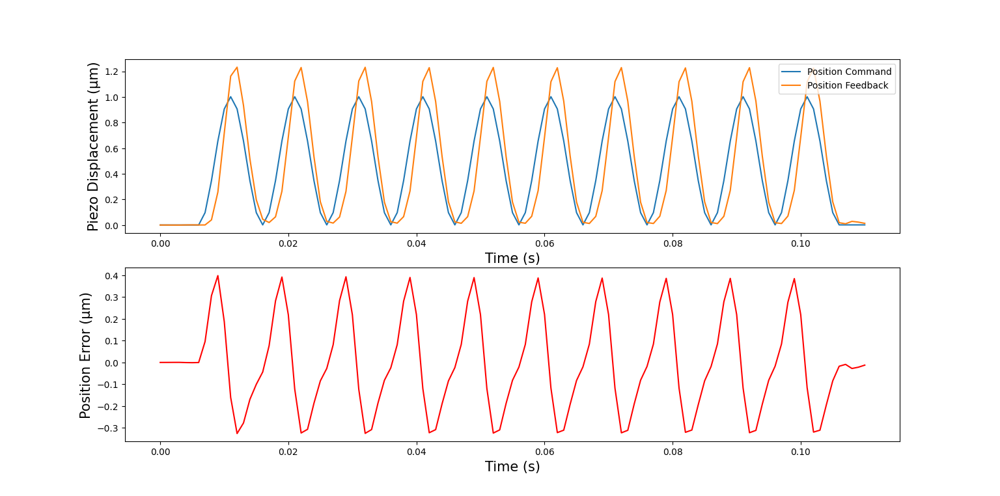 Piezo Displacement (μm)
1.2
1.0
0.8
0.6
0.4
0.2
0.0
Position Command
Position Feedback
0.00 0.02 0.04 0.06 0.08 0.10
Time (s)
Position Error (μm)
0.4
0.3
0.2
0.1
0.0
−0.1
−0.2
−0.3
0.00 0.02 0.04 0.06 0.08 0.10
Time (s)